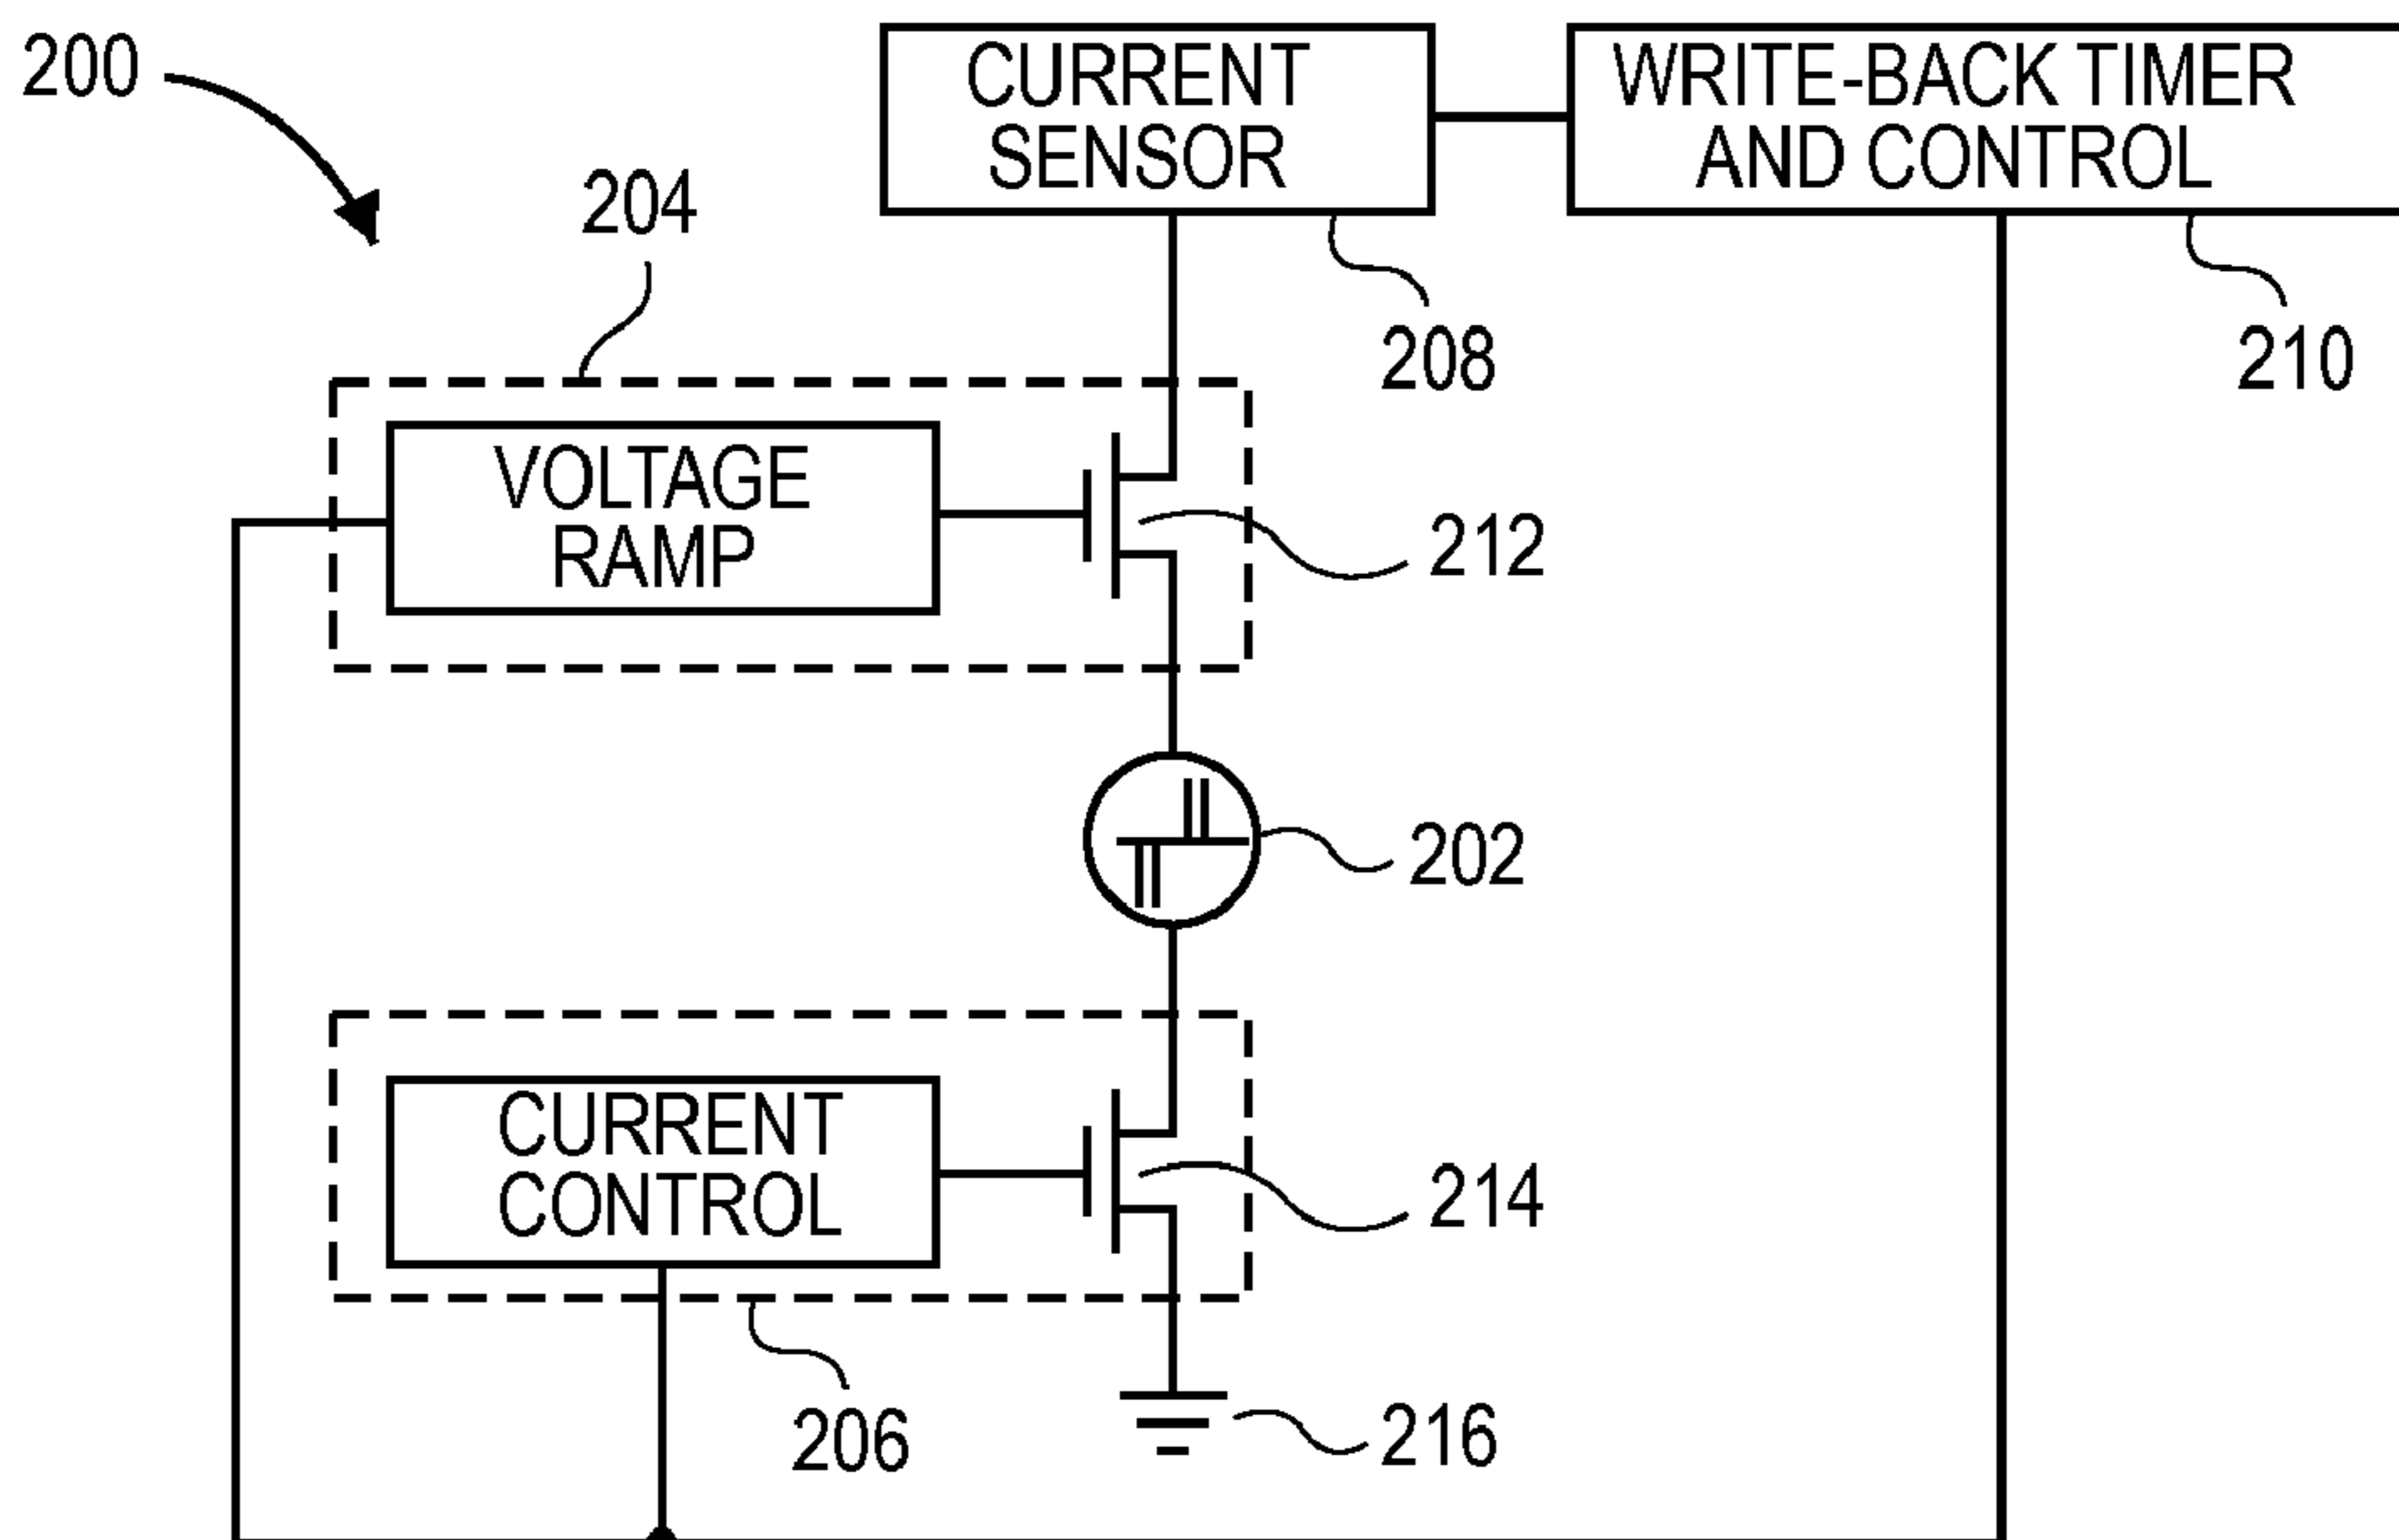 200
CURRENT
SENSOR
WRITE-BACK TIMER
AND CONTROL
204
208
210
VOLTAGE
RAMP
212
202
CURRENT
CONTROL
214
206
216